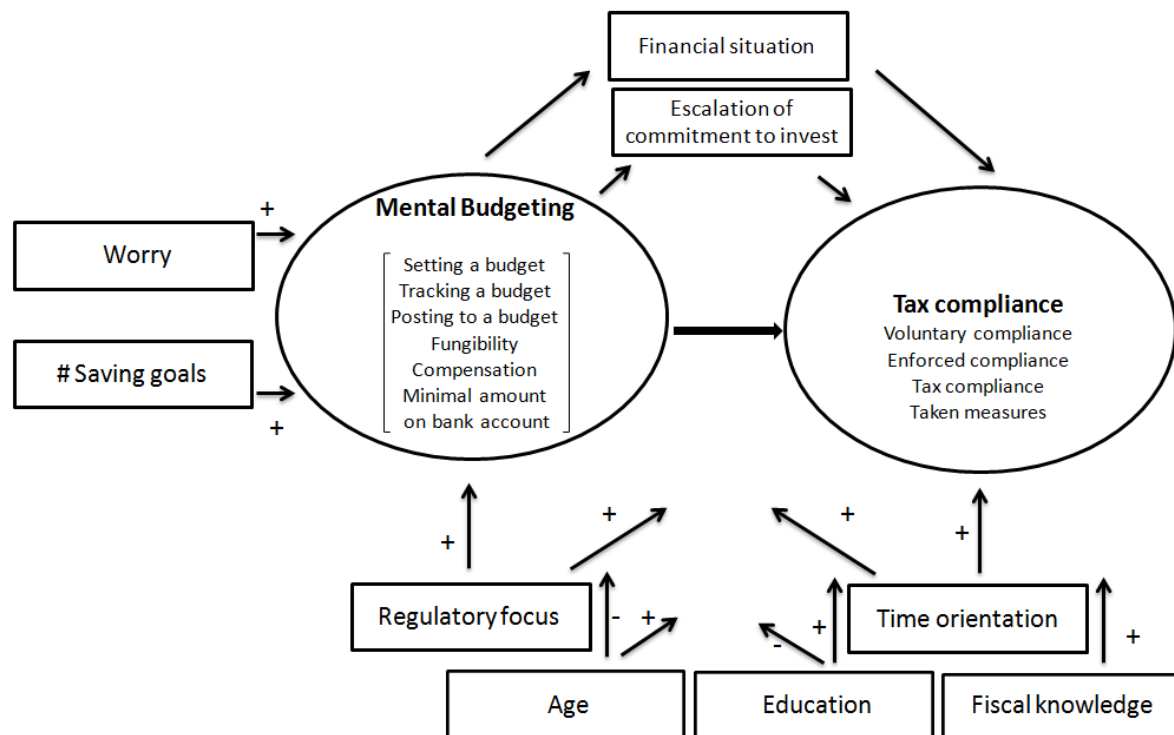 Financial situation
Escalation of
commitment to invest
Mental Budgeting
+
Worry
Setting a budget
Tracking a budget
Posting to a budget
Fungibility
Compensation
Minimal amount
on bank account
# Saving goals
+
Tax compliance
Voluntary compliance
Enforced compliance
Tax compliance
Taken measures
+
+
+
+
Regulatory focus
Time orientation
-
+
-
+
+
Age
Education
Fiscal knowledge